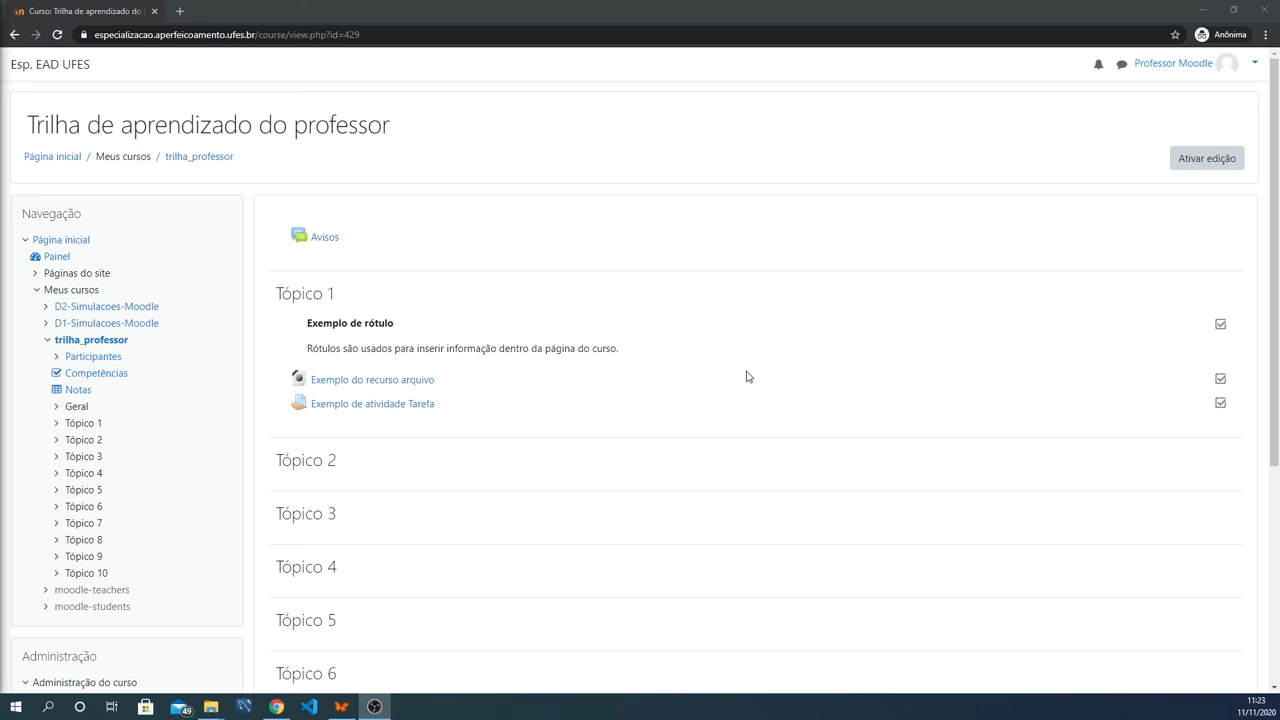 Curso: Trilha de aprendizado do
especializacao.aperfeicoamento.ufes.br/course/view.php?id=429
Anônima
Esp. EAD UFES
Professor Moodle
Trilha de aprendizado do professor
Página inicial / Meus cursos / trilha_professor
Ativar edição
Navegação
Página inicial
Painel
Páginas do site
Meus cursos
D2-Simulacoes-Moodle
D1-Simulacoes-Moodle
trilha_professor
Participantes
Competências
Notas
Geral
Tópico 1
Tópico 2
Tópico 3
Tópico 4
Tópico 5
Tópico 6
Tópico 7
Tópico 8
Tópico 9
Tópico 10
moodle-teachers
moodle-students
Administração
Administração do curso
Avisos
Tópico 1
Exemplo de rótulo
Rótulos são usados para inserir informação dentro da página do curso.
Exemplo do recurso arquivo
Exemplo de atividade Tarefa
Tópico 2
Tópico 3
Tópico 4
Tópico 5
Tópico 6
49
11:23
11/11/2020